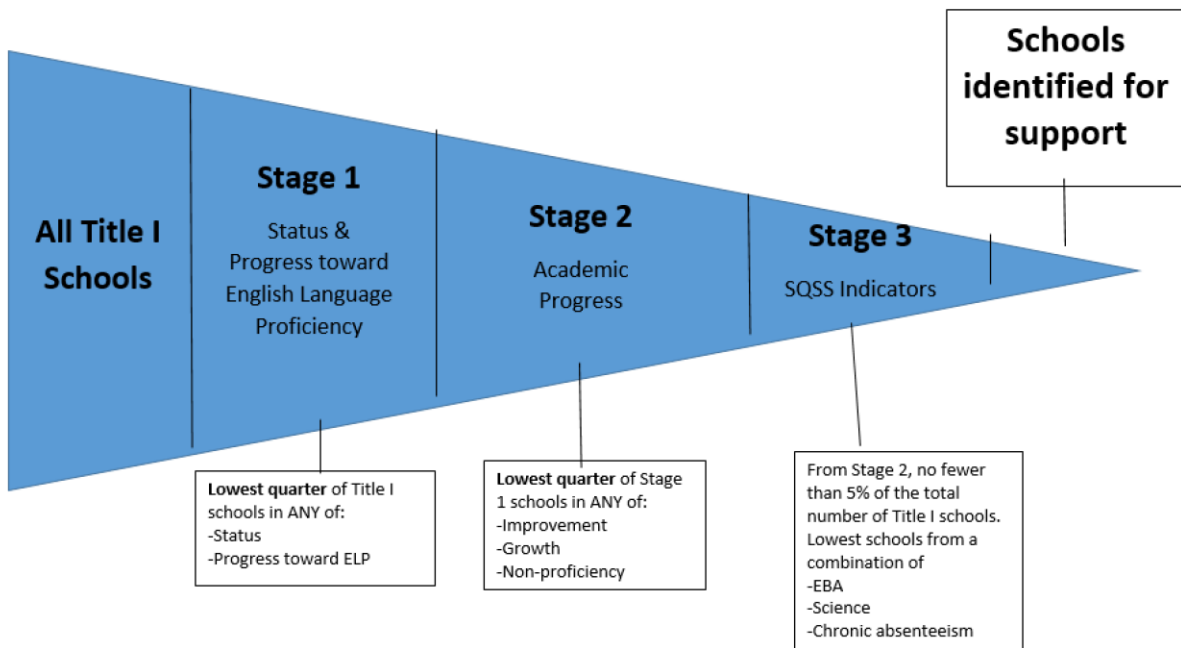 Schools
identified for
support
All Title I
Schools
Stage 1
Status &
Progress toward
English Language
Proficiency
Stage 2
Academic
Progress
Stage 3
SQSS Indicators
Lowest quarter of Title I
schools in ANY of:
-Status
-Progress toward ELP
Lowest quarter of Stage
1 schools in ANY of:
-Improvement
-Growth
-Non-proficiency
From Stage 2, no fewer
than 5% of the total
number of Title I schools.
Lowest schools from a
combination of
-EBA
-Science
-Chronic absenteeism